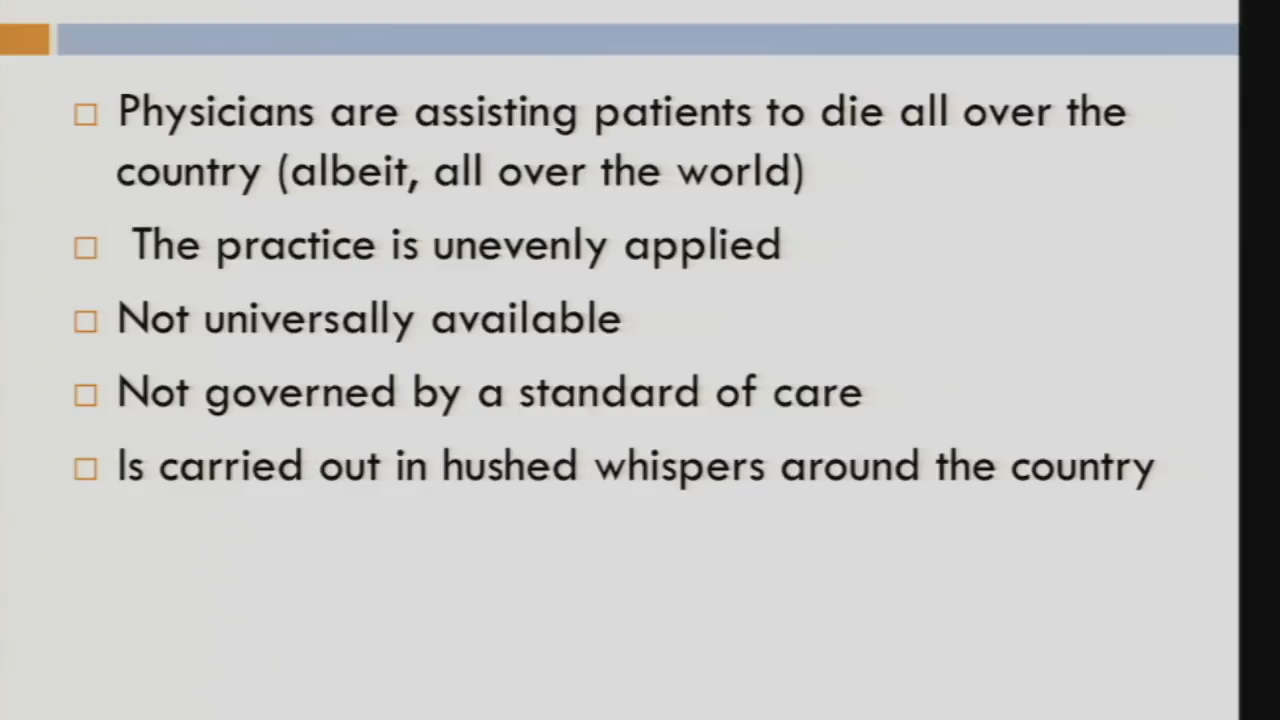 Physicians are assisting patients to die all over the
country (albeit, all over the world)
The practice is unevenly applied
Not universally available
Not governed by a standard of care
Is carried out in hushed whispers around the country